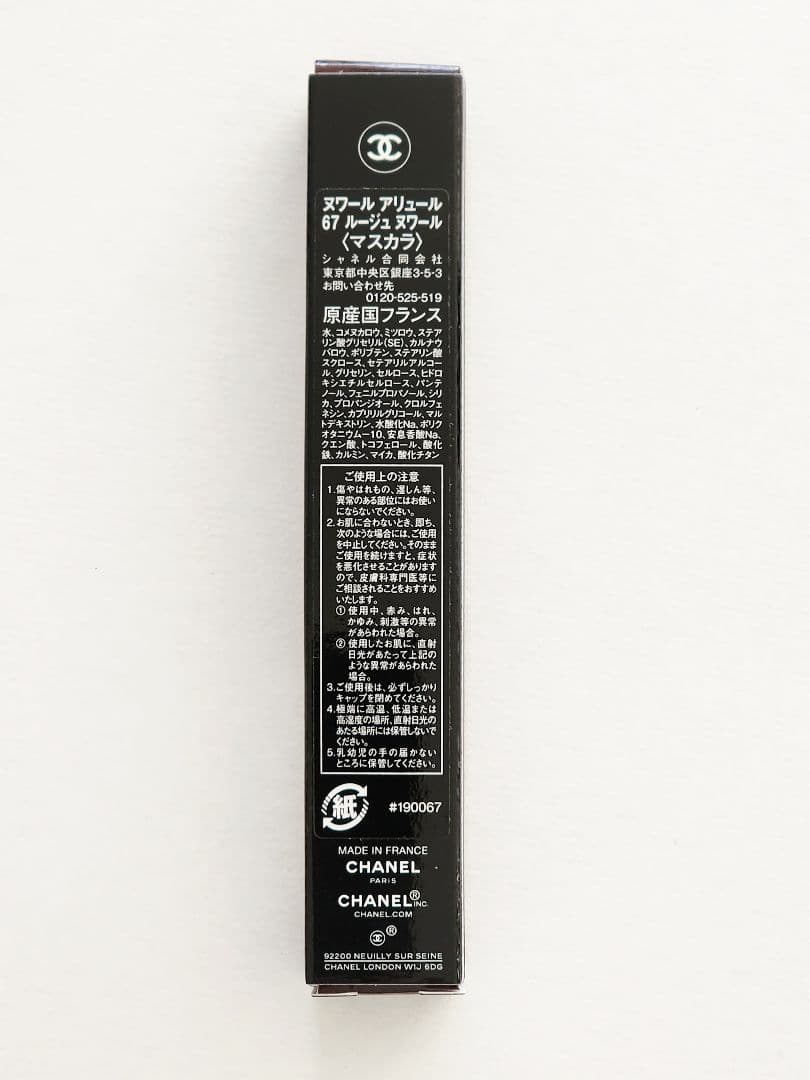 ヌワール アリュール
67 ルージュ ヌワール
〈マスカラ〉
シャネル合同会社
東京都中央区銀座3-5-3
お問い合わせ先
0120-525-519
原産国フランス
水、コメヌカロウ、ミツロウ、ステア
リン酸グリセリル(SE)、カルナウ
バロウ、ポリブテン、ステアリン酸
スクロース、セテアリルアルコー
ル、グリセリン、セルロース、ヒドロ
キシエチルセルロース、パンテ
ノール、フェニルプロパノール、シリ
カ、プロパンジオール、クロルフェ
ネシン、カプリリルグリコール、マル
トデキストリン、水酸化Na、ポリク
オタニウム-10、安息香酸Na、
クエン酸、トコフェロール、酸化
鉄、カルミン、マイカ、酸化チタン
ご使用上の注意
1.傷やはれもの、湿しん等、
異常のある部位にはお使い
にならないでください。
2.お肌に合わないとき、即ち、
次のような場合には、ご使用
を中止してください。そのまま
ご使用を続けますと、症状
を悪化させることがあります
ので、皮膚科専門医等に
ご相談されることをおすすめ
いたします。
①使用中、赤み、はれ、
かゆみ、刺激等の異常
があらわれた場合。
②使用したお肌に、直射
日光があたって上記の
ような異常があらわれた
場合。
3.ご使用後は、必ずしっかり
キャップを閉めてください。
4.極端に高温、低温または
高湿度の場所、直射日光の
あたる場所には保管しないで
ください。
5.乳幼児の手の届かない
ところに保管してください。
紙 #190067
MADE IN FRANCE
CHANEL
PARIS
CHANEL® INC.
CHANEL.COM
®
92200 NEUILLY SUR SEINE
CHANEL LONDON W1J 6DG